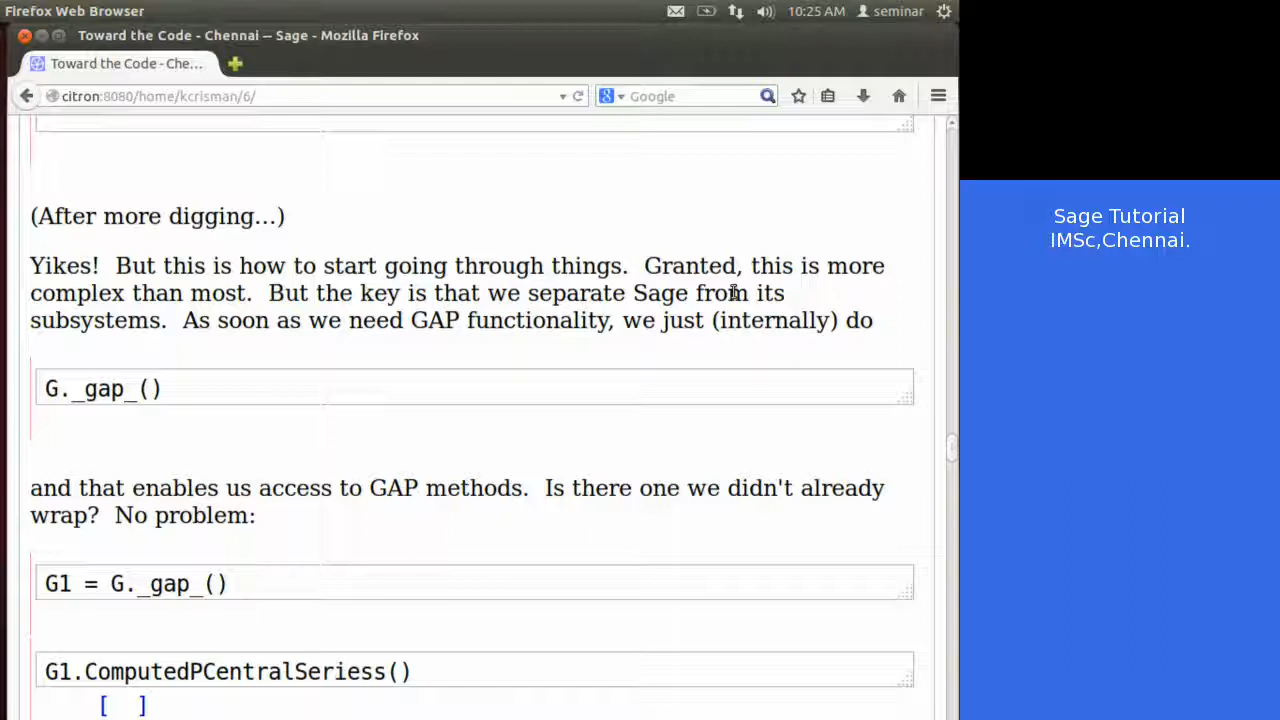 Firefox Web Browser
10:25 AM seminar
Toward the Code - Chennai -- Sage - Mozilla Firefox
Toward the Code - Che...
citron:8080/home/kcrisman/6/
Google
(After more digging...)
Yikes!  But this is how to start going through things.  Granted, this is more
complex than most.  But the key is that we separate Sage from its
subsystems.  As soon as we need GAP functionality, we just (internally) do
G._gap_()
and that enables us access to GAP methods.  Is there one we didn't already
wrap?  No problem:
G1 = G._gap_()
G1.ComputedPCentralSeriess()
[  ]
Sage Tutorial
IMSc,Chennai.